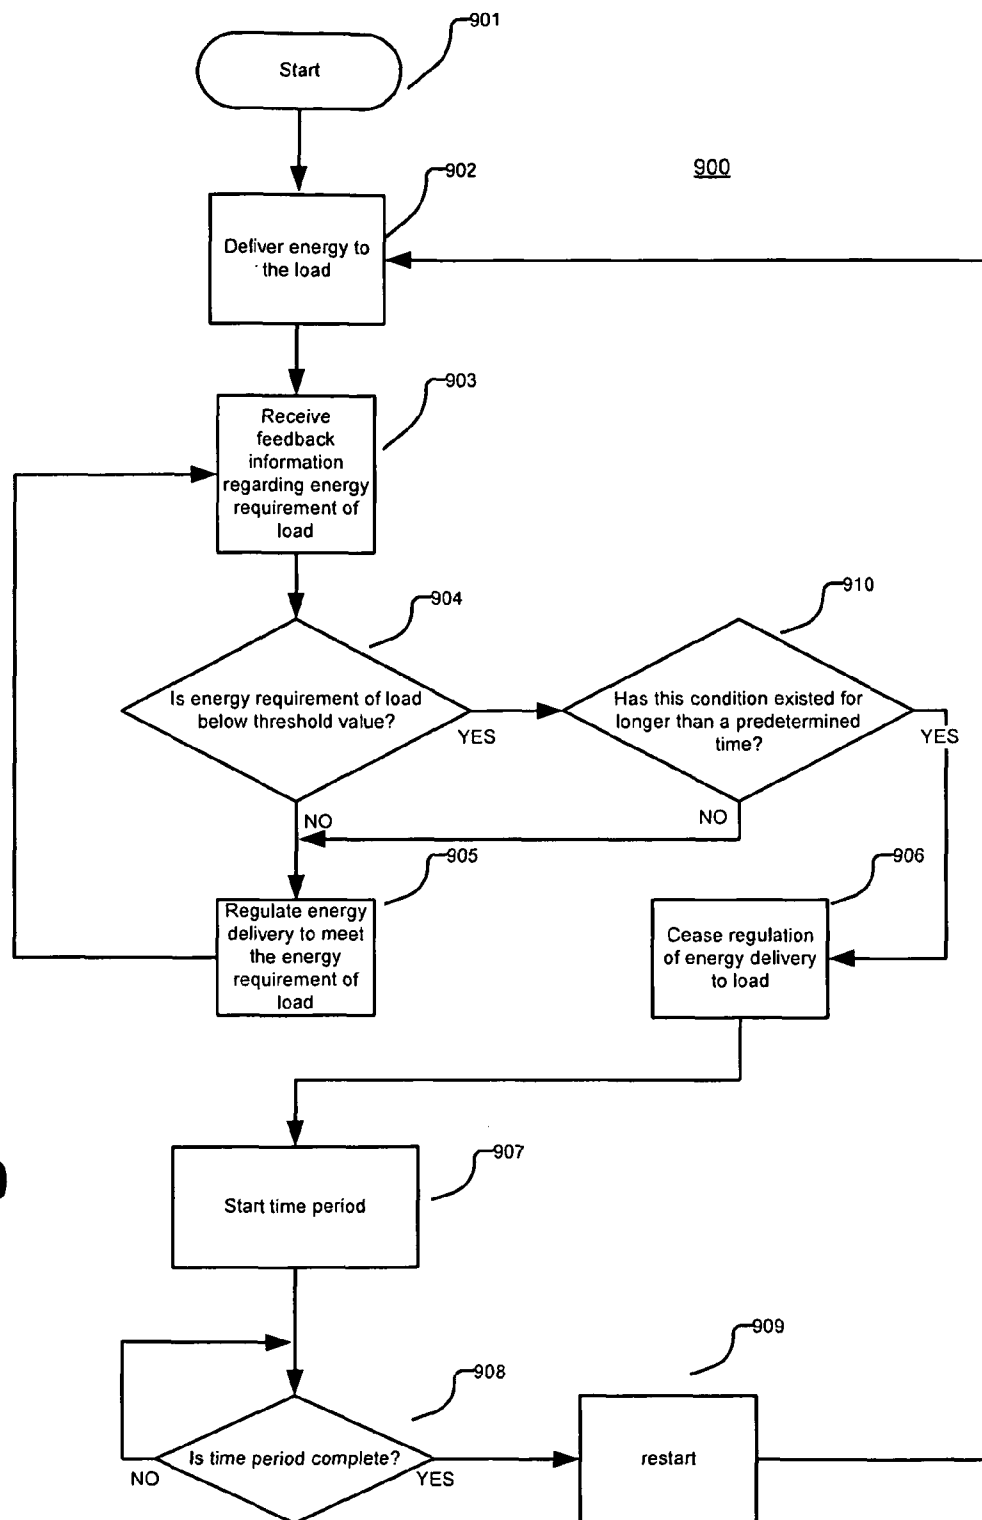 901
Start
900
902
Deliver energy to
the load
903
Receive
feedback
information
regarding energy
requirement of
load
904
910
Is energy requirement of load
below threshold value?
YES
Has this condition existed for
longer than a predetermined
time?
YES
NO
NO
905
906
Regulate energy
delivery to meet
the energy
requirement of
load
Cease regulation
of energy delivery
to load
907
Start time period
909
908
Is time period complete?
NO
YES
restart